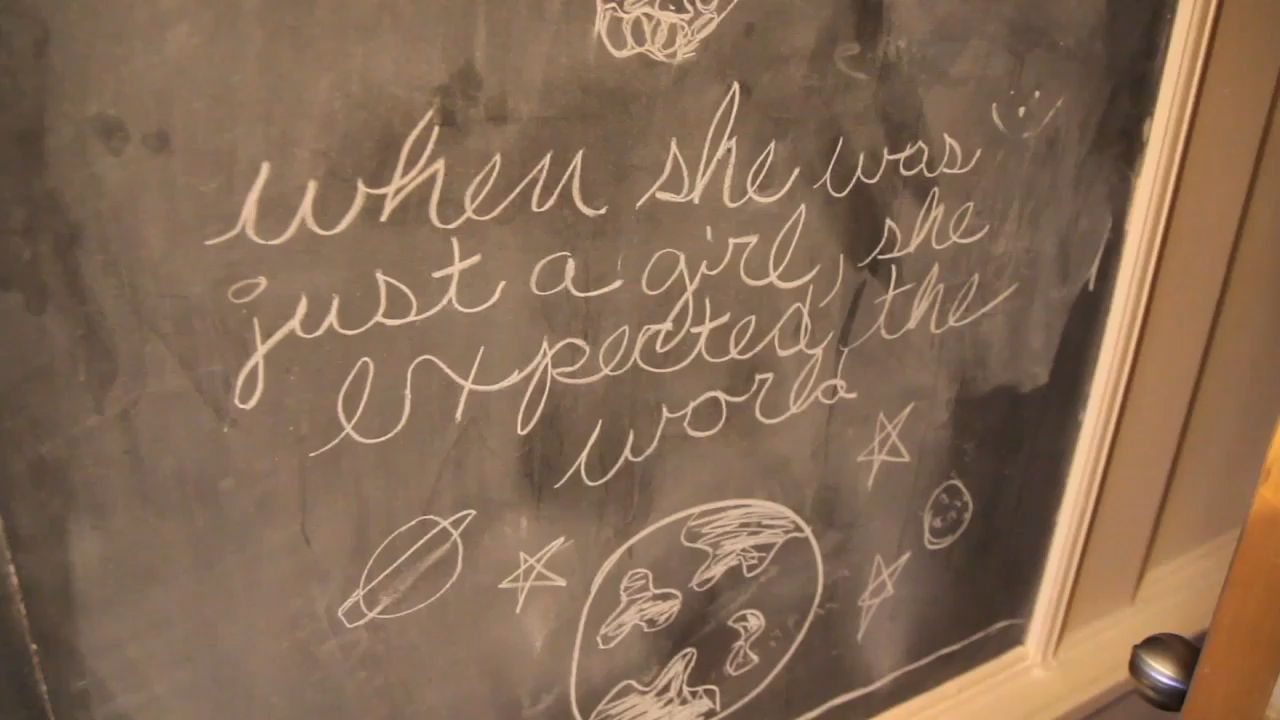 when she was
just a girl, she
expected, the
world